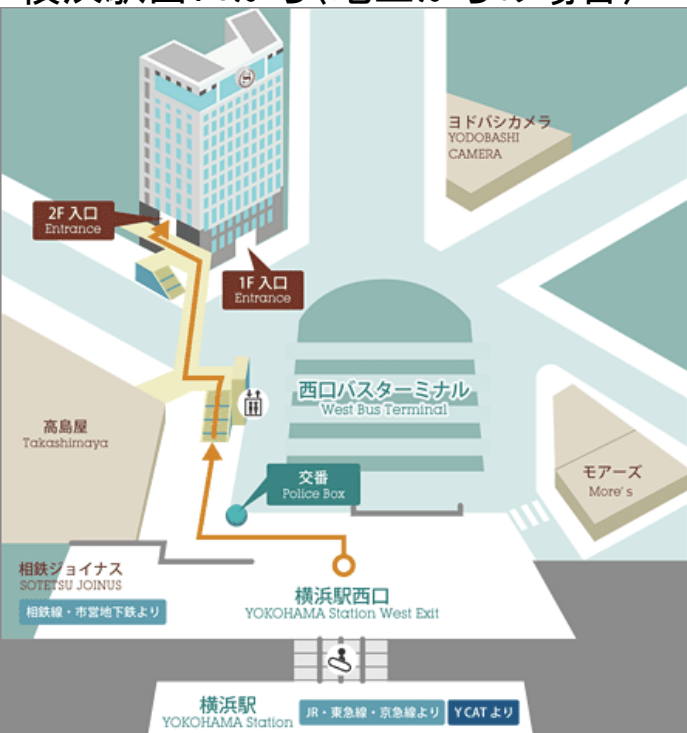 ヨドバシカメラ
YODOBASHI
CAMERA
2F 入口
Entrance
1F 入口
Entrance
西口バスターミナル
West Bus Terminal
高島屋
Takashimaya
モアーズ
More's
交番
Police Box
相鉄ジョイナス
SOTETSU JOINUS
相鉄線・市営地下鉄より
横浜駅西口
YOKOHAMA Station West Exit
横浜駅
YOKOHAMA Station
JR・東急線・京急線より
YCATより